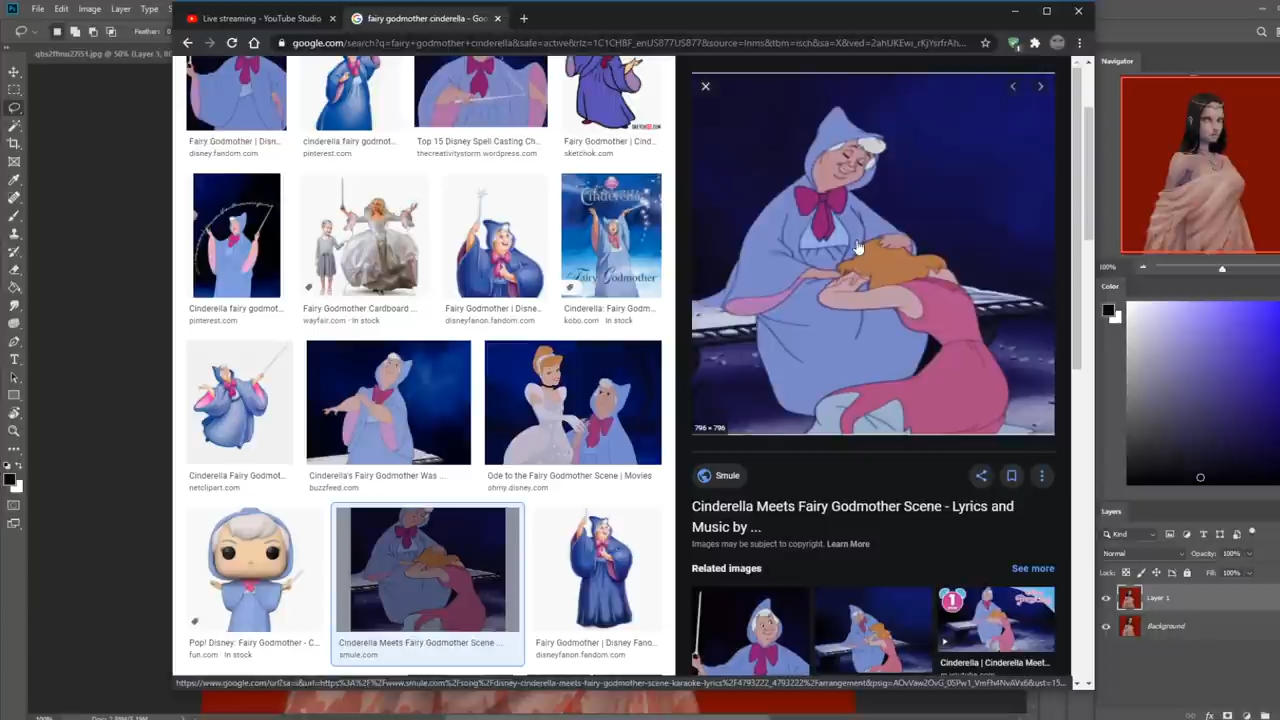 File Edit Image Layer Type
Live streaming - YouTube Studio
fairy godmother cinderella - Goo
google.com/search?q=fairy+godmother+cinderella&safe=active&rlz=1C1CHBF_enUS877US877&source=lnms&tbm=isch&sa=X&ved=2ahUKEwi_rKjYsrfrAh...
Navigator
100%
Color
Fairy Godmother | Disn...
disney.fandom.com
cinderella fairy godmot...
pinterest.com
Top 15 Disney Spell Casting Ch...
thecreativitystorm.wordpress.com
Fairy Godmother | Cind...
sketchok.com
Cinderella
Fairy Godmother
Cinderella fairy godmot...
pinterest.com
Fairy Godmother Cardboard ...
wayfair.com · In stock
Fairy Godmother | Disne...
disneyfanon.fandom.com
Cinderella: Fairy Godm...
kobo.com · In stock
Cinderella Fairy Godmot...
netclipart.com
Cinderella's Fairy Godmother Was ...
buzzfeed.com
Ode to the Fairy Godmother Scene | Movies
ohmy.disney.com
Pop! Disney: Fairy Godmother - C...
fun.com · In stock
Cinderella Meets Fairy Godmother Scene ...
smule.com
Fairy Godmother | Disney Fano...
disneyfanon.fandom.com
796 × 796
Smule
Cinderella Meets Fairy Godmother Scene - Lyrics and
Music by ...
Images may be subject to copyright. Learn More
Related images
See more
Cinderella | Cinderella Meet...
Layers
Kind
Normal
Opacity: 100%
Lock:
Fill: 100%
Layer 1
Background